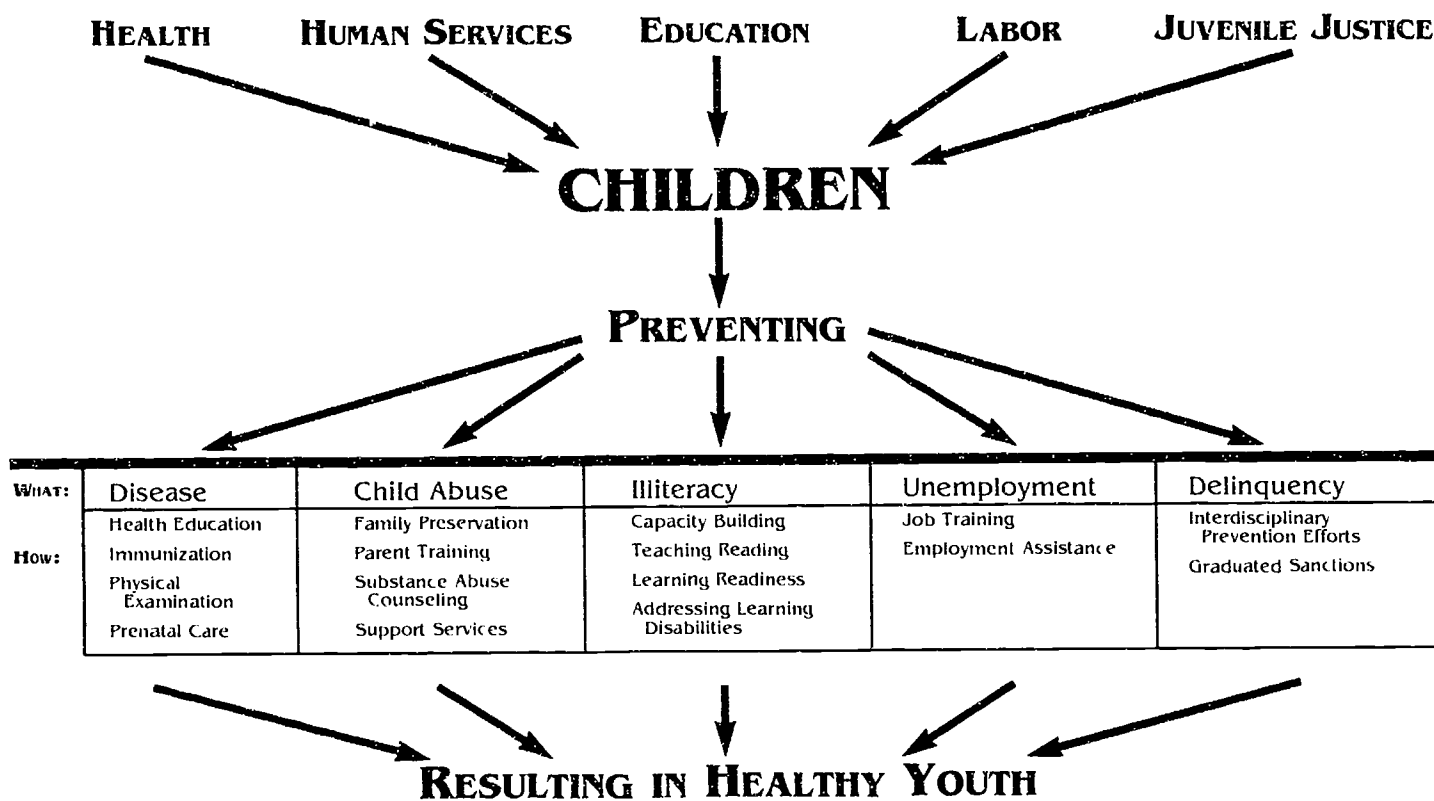 HEALTH HUMAN SERVICES EDUCATION LABOR JUVENILE JUSTICE
CHILDREN
PREVENTING
WHAT: Disease Child Abuse Illiteracy Unemployment Delinquency
HOW:
Health Education
Immunization
Physical
Examination
Prenatal Care
Family Preservation
Parent Training
Substance Abuse
Counseling
Support Services
Capacity Building
Teaching Reading
Learning Readiness
Addressing Learning
Disabilities
Job Training
Employment Assistance
Interdisciplinary
Prevention Efforts
Graduated Sanctions
RESULTING IN HEALTHY YOUTH